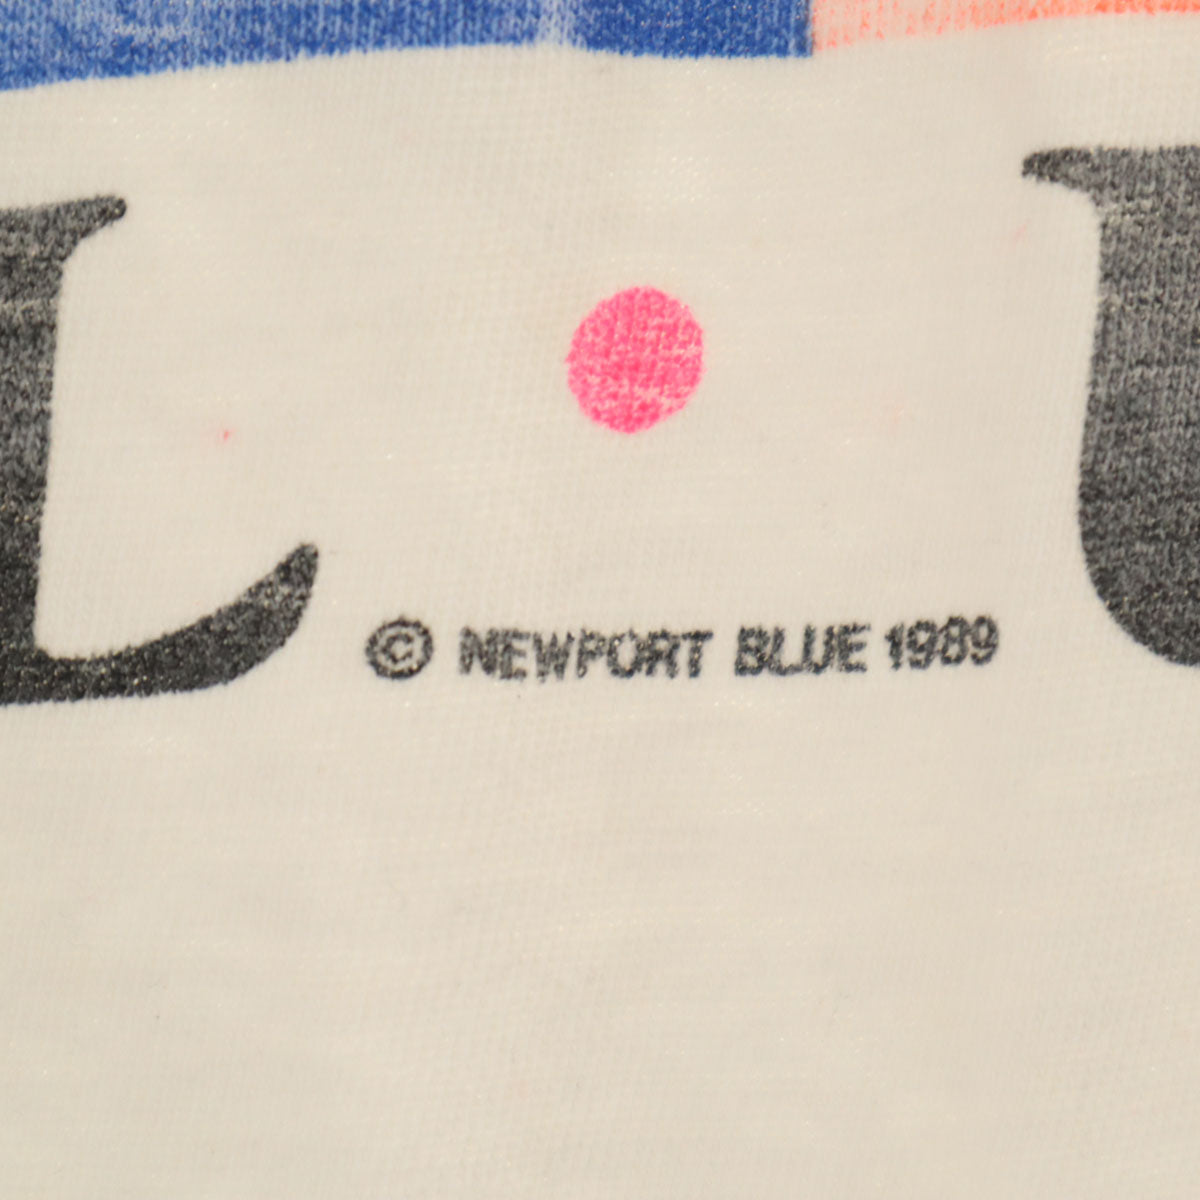 L · U
© NEWPORT BLUE 1989